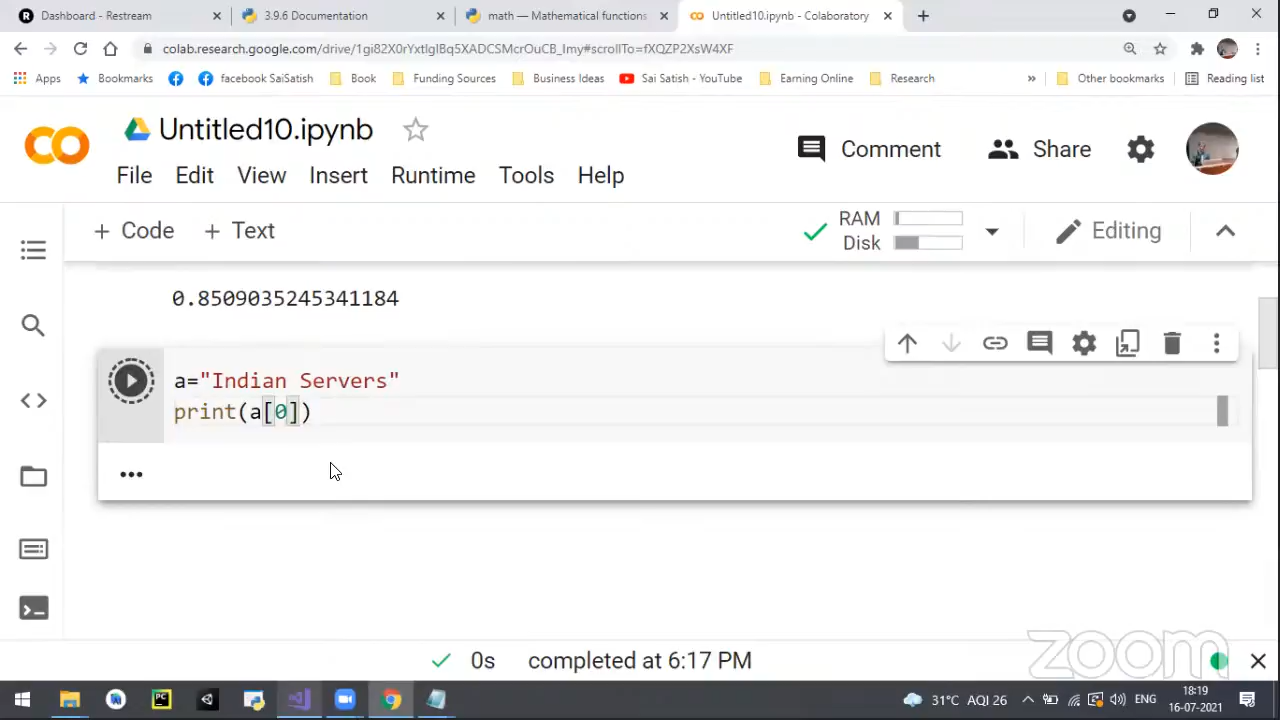 Dashboard - Restream
3.9.6 Documentation
math — Mathematical functions
Untitled10.ipynb - Colaboratory
colab.research.google.com/drive/1gi82X0rYxtlglBq5XADCSMcrOuCB_Imy#scrollTo=fXQZP2XsW4XF
Apps
Bookmarks
facebook SaiSatish
Book
Funding Sources
Business Ideas
Sai Satish - YouTube
Earning Online
Research
»
Other bookmarks
Reading list
CO
Untitled10.ipynb
Comment
Share
File Edit View Insert Runtime Tools Help
+ Code + Text
RAM
Disk
Editing
0.8509035245341184
a="Indian Servers"
print(a[0])
0s completed at 6:17 PM
zoom
31°C AQI 26
ENG
18:19
16-07-2021